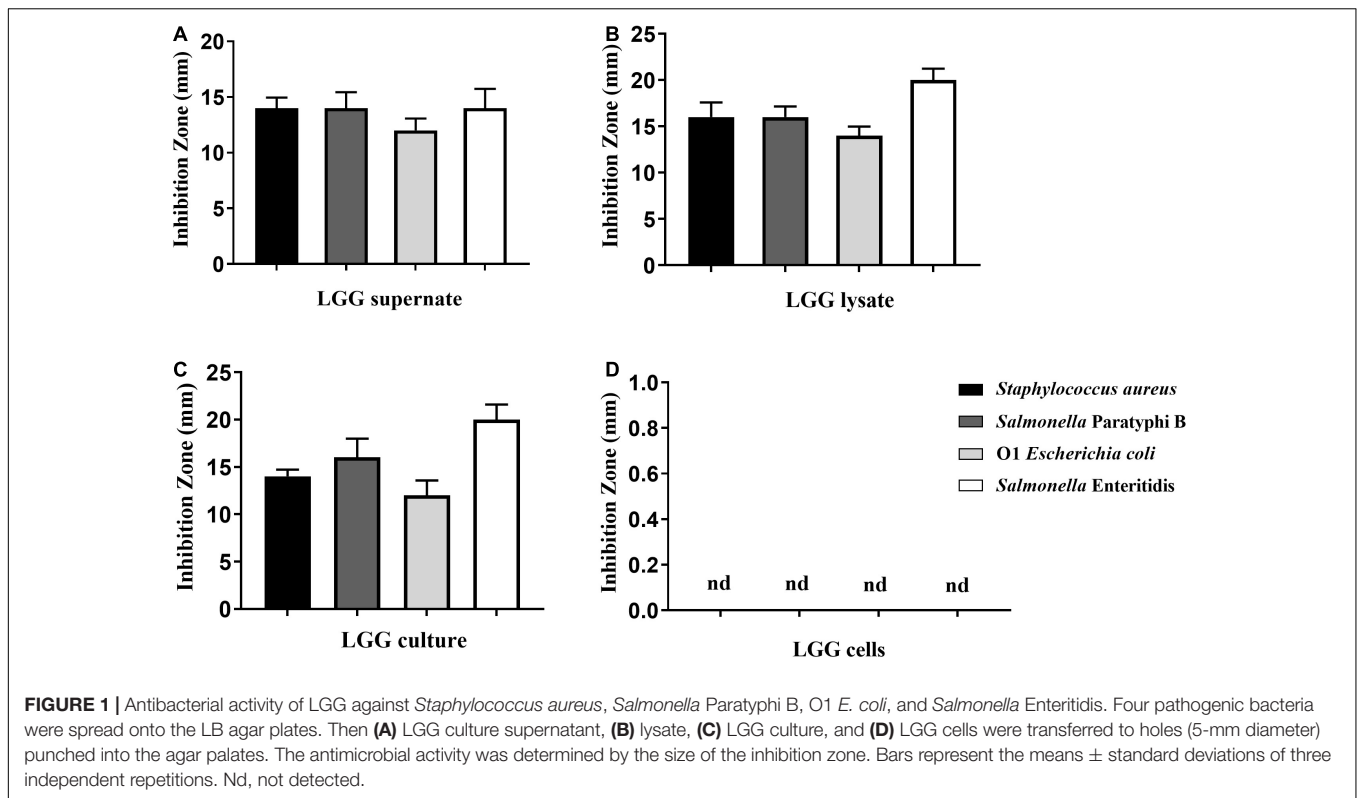 A
Inhibition Zone (mm)
20
15
10
5
0
LGG supernate
B
Inhibition Zone (mm)
25
20
15
10
5
0
LGG lysate
C
Inhibition Zone (mm)
25
20
15
10
5
0
LGG culture
D
Inhibition Zone (mm)
1.0
0.8
0.6
0.4
0.2
0.0
nd nd nd nd
LGG cells
Staphylococcus aureus
Salmonella Paratyphi B
O1 Escherichia coli
Salmonella Enteritidis
FIGURE 1 | Antibacterial activity of LGG against Staphylococcus aureus, Salmonella Paratyphi B, O1 E. coli, and Salmonella Enteritidis. Four pathogenic bacteria
were spread onto the LB agar plates. Then (A) LGG culture supernatant, (B) lysate, (C) LGG culture, and (D) LGG cells were transferred to holes (5-mm diameter)
punched into the agar palates. The antimicrobial activity was determined by the size of the inhibition zone. Bars represent the means ± standard deviations of three
independent repetitions. Nd, not detected.